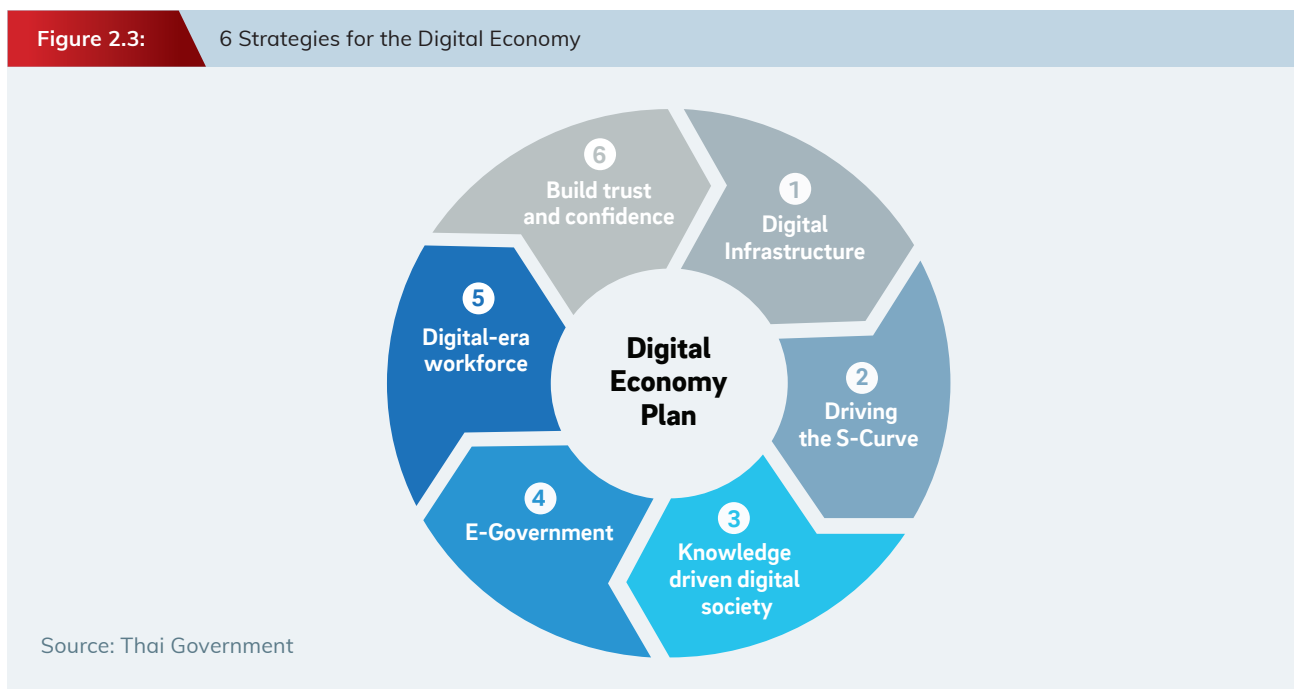 Figure 2.3:
6 Strategies for the Digital Economy
1
Digital
Infrastructure
2
Driving
the S-Curve
3
Knowledge
driven digital
society
4
E-Government
5
Digital-era
workforce
6
Build trust
and confidence
Digital
Economy
Plan
Source: Thai Government